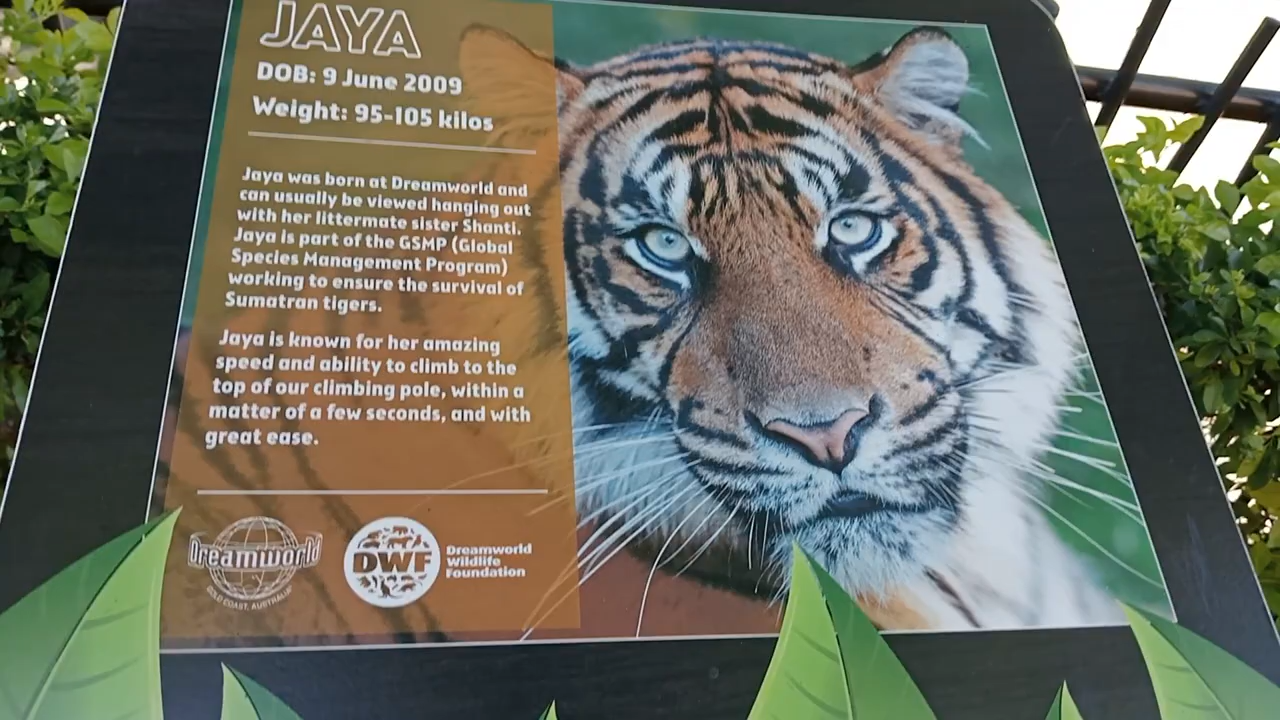 JAYA
DOB: 9 June 2009
Weight: 95-105 kilos
Jaya was born at Dreamworld and
can usually be viewed hanging out
with her littermate sister Shanti.
Jaya is part of the GSMP (Global
Species Management Program)
working to ensure the survival of
Sumatran tigers.
Jaya is known for her amazing
speed and ability to climb to the
top of our climbing pole, within a
matter of a few seconds, and with
great ease.
Dreamworld
GOLD COAST, AUSTRALIA
DWF
Dreamworld
Wildlife
Foundation